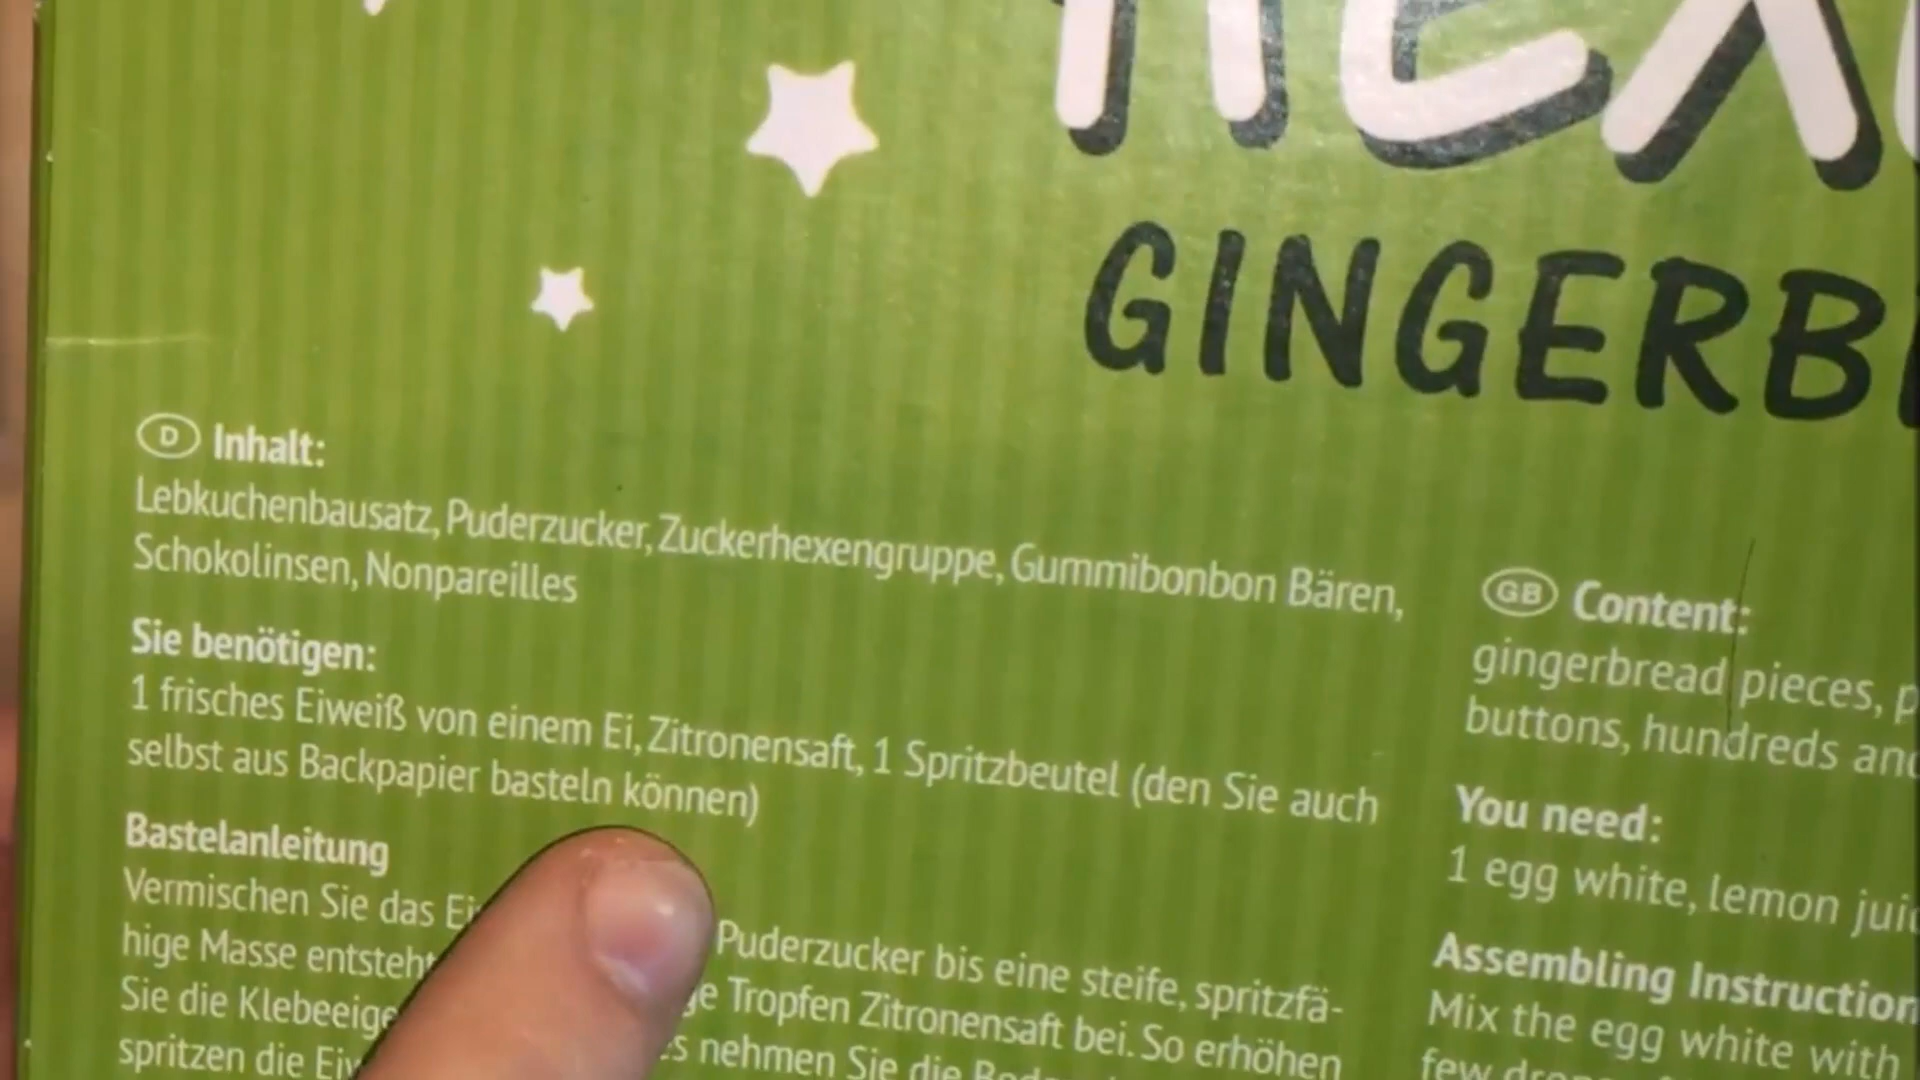 GINGERB
D Inhalt:
Lebkuchenbausatz, Puderzucker, Zuckerhexengruppe, Gummibonbon Bären,
Schokolinsen, Nonpareilles
Sie benötigen:
1 frisches Eiweiß von einem Ei, Zitronensaft, 1 Spritzbeutel (den Sie auch
selbst aus Backpapier basteln können)
Bastelanleitung
Vermischen Sie das Puderzucker bis eine steife, spritzfä-
hige Masse entsteht Tropfen Zitronensaft bei. So erhöhen
Sie die nehmen Sie die
spritzen die
GB Content:
gingerbread pieces,
buttons, hundreds and
You need:
1 egg white, lemon
Assembling Instruction
Mix the egg white with
few